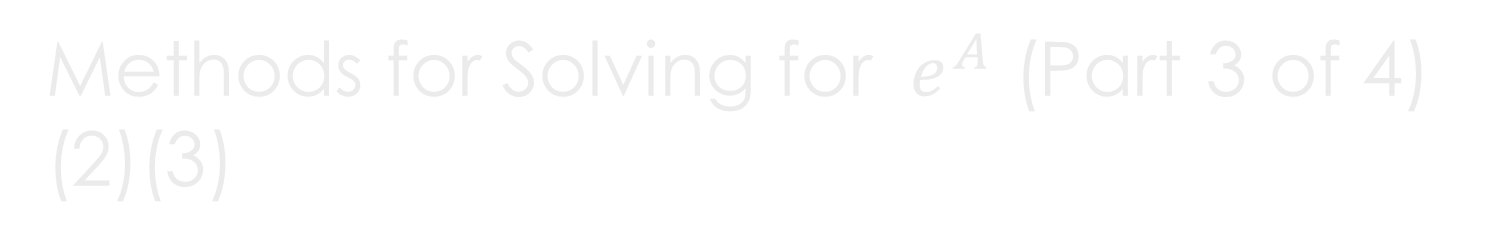 Methods for Solving for e^A (Part 3 of 4)
(2)(3)